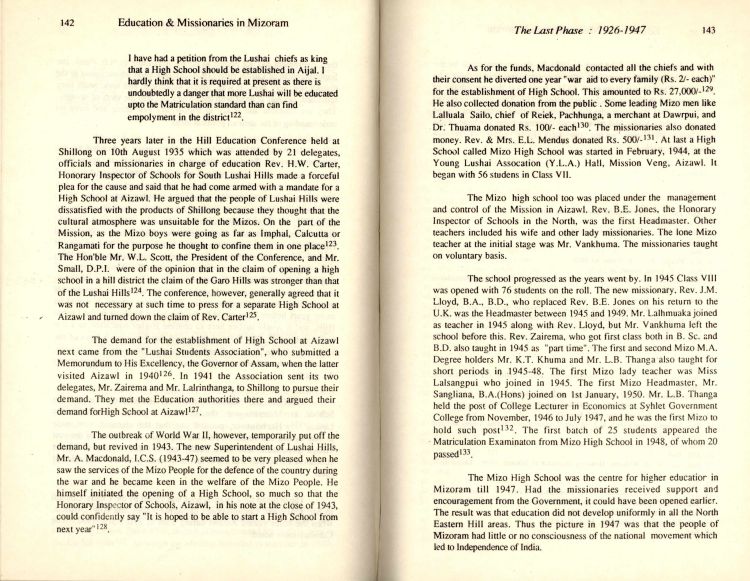 142
Education & Missionaries in Mizoram
I have had a petition from the Lushai chiefs as king
that a High School should be established in Aijal. I
hardly think that it is required at present as there is
undoubtedly a danger that more Lushai will be educated
upto the Matriculation standard than can find
empolyment in the district122.
Three years later in the Hill Education Conference held at
Shillong on 10th August 1935 which was attended by 21 delegates,
officials and missionaries in charge of education Rev. H.W. Carter,
Honorary Inspector of Schools for South Lushai Hills made a forceful
plea for the cause and said that he had come armed with a mandate for a
High School at Aizawl. He argued that the people of Lushai Hills were
dissatisfied with the products of Shillong because they thought that the
cultural atmosphere was unsuitable for the Mizos. On the part of the
Mission, as the Mizo boys were going as far as Imphal, Calcutta or
Rangamati for the purpose he thought to confine them in one place123.
The Hon'ble Mr. W.L. Scott, the President of the Conference, and Mr.
Small, D.P.I. were of the opinion that in the claim of opening a high
school in a hill district the claim of the Garo Hills was stronger than that
of the Lushai Hills124. The conference, however, generally agreed that it
was not necessary at such time to press for a separate High School at
Aizawl and turned down the claim of Rev. Carter125.
The demand for the establishment of High School at Aizawl
next came from the "Lushai Students Association", who submitted a
Memorundum to His Excellency, the Governor of Assam, when the latter
visited Aizawl in 1940126. In 1941 the Association sent its two
delegates, Mr. Zairema and Mr. Lalrinthanga, to Shillong to pursue their
demand. They met the Education authorities there and argued their
demand forHigh School at Aizawl127.
The outbreak of World War II, however, temporarily put off the
demand, but revived in 1943. The new Superintendent of Lushai Hills,
Mr. A. Macdonald, I.C.S. (1943-47) seemed to be very pleased when he
saw the services of the Mizo People for the defence of the country during
the war and he became keen in the welfare of the Mizo People. He
himself initiated the opening of a High School, so much so that the
Honorary Inspector of Schools, Aizawl, in his note at the close of 1943,
could confidently say "It is hoped to be able to start a High School from
next year"128.
The Last Phase : 1926-1947
143
As for the funds, Macdonald contacted all the chiefs and with
their consent he diverted one year "war aid to every family (Rs. 2/- each)"
for the establishment of High School. This amounted to Rs. 27,000/-129.
He also collected donation from the public . Some leading Mizo men like
Lalluala Sailo, chief of Reiek, Pachhunga, a merchant at Dawrpui, and
Dr. Thuama donated Rs. 100/- each130. The missionaries also donated
money. Rev. & Mrs. E.L. Mendus donated Rs. 500/-131. At last a High
School called Mizo High School was started in February, 1944, at the
Young Lushai Assocation (Y.L.A.) Hall, Mission Veng, Aizawl. It
began with 56 studens in Class VII.
The Mizo high school too was placed under the management
and control of the Mission in Aizawl. Rev. B.E. Jones, the Honorary
Inspector of Schools in the North, was the first Headmaster. Other
teachers included his wife and other lady missionaries. The lone Mizo
teacher at the initial stage was Mr. Vankhuma. The missionaries taught
on voluntary basis.
The school progressed as the years went by. In 1945 Class VIII
was opened with 76 students on the roll. The new missionary. Rev. J.M.
Lloyd, B.A., B.D., who replaced Rev. B.E. Jones on his return to the
U.K. was the Headmaster between 1945 and 1949. Mr. Lalhmuaka joined
as teacher in 1945 along with Rev. Lloyd, but Mr. Vankhuma left the
school before this. Rev. Zairema, who got first class both in B. Sc. and
B.D. also taught in 1945 as "part time". The first and second Mizo M.A.
Degree holders Mr. K.T. Khuma and Mr. L.B. Thanga also taught for
short periods in 1945-48. The first Mizo lady teacher was Miss
Lalsangpui who joined in 1945. The first Mizo Headmaster, Mr.
Sangliana, B.A.(Hons) joined on 1st January, 1950. Mr. L.B. Thanga
held the post of College Lecturer in Economics at Syhlet Government
College from November, 1946 to July 1947, and he was the first Mizo to
hold such post132. The first batch of 25 students appeared the
Matriculation Examinaton from Mizo High School in 1948, of whom 20
passed133.
The Mizo High School was the centre for higher education in
Mizoram till 1947. Had the missionaries received support and
encouragement from the Government, it could have been opened earlier.
The result was that education did not develop uniformly in all the North
Eastern Hill areas. Thus the picture in 1947 was that the people of
Mizoram had little or no consciousness of the national movement which
led to Independence of India.